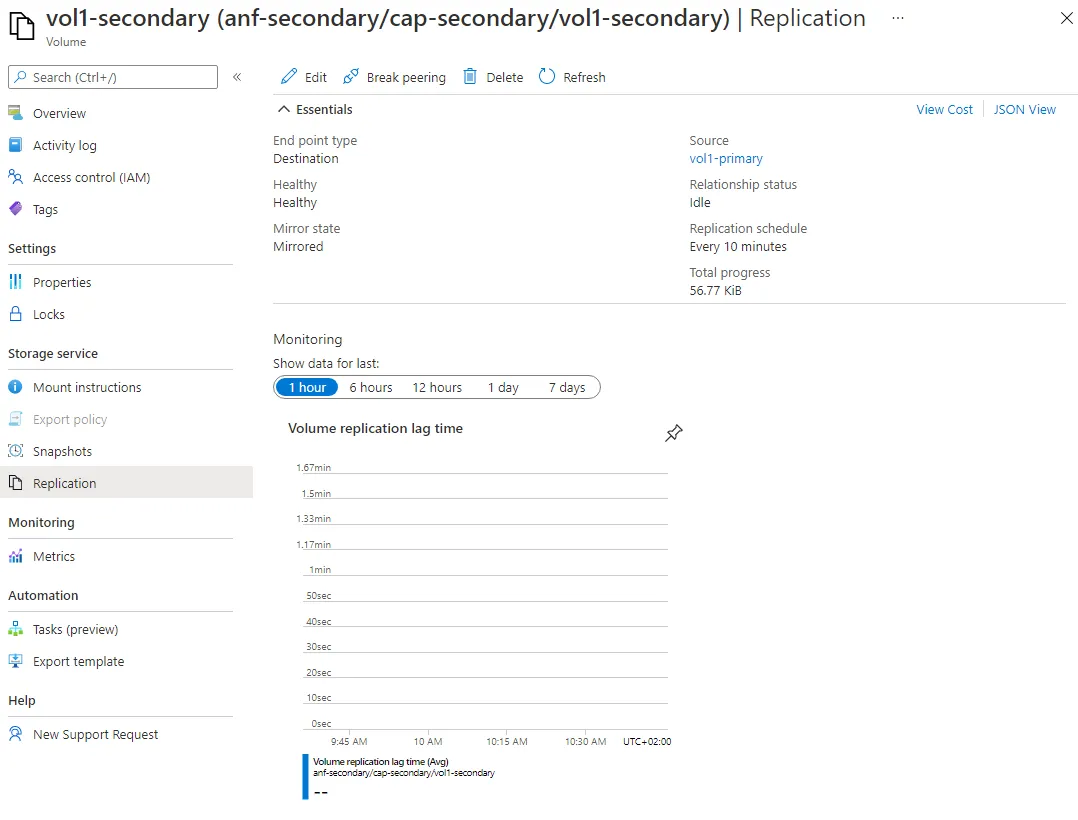 vol1-secondary (anf-secondary/cap-secondary/vol1-secondary) | Replication ...
Volume
Search (Ctrl+/)
«
Overview
Activity log
Access control (IAM)
Tags
Settings
Properties
Locks
Storage service
Mount instructions
Export policy
Snapshots
Replication
Monitoring
Metrics
Automation
Tasks (preview)
Export template
Help
New Support Request
Edit Break peering Delete Refresh
Essentials
View Cost JSON View
End point type
Destination
Healthy
Healthy
Mirror state
Mirrored
Source
vol1-primary
Relationship status
Idle
Replication schedule
Every 10 minutes
Total progress
56.77 KiB
Monitoring
Show data for last:
1 hour 6 hours 12 hours 1 day 7 days
Volume replication lag time
1.67min
1.5min
1.33min
1.17min
1min
50sec
40sec
30sec
20sec
10sec
0sec
9:45 AM 10 AM 10:15 AM 10:30 AM UTC+02:00
Volume replication lag time (Avg)
anf-secondary/cap-secondary/vol1-secondary
--